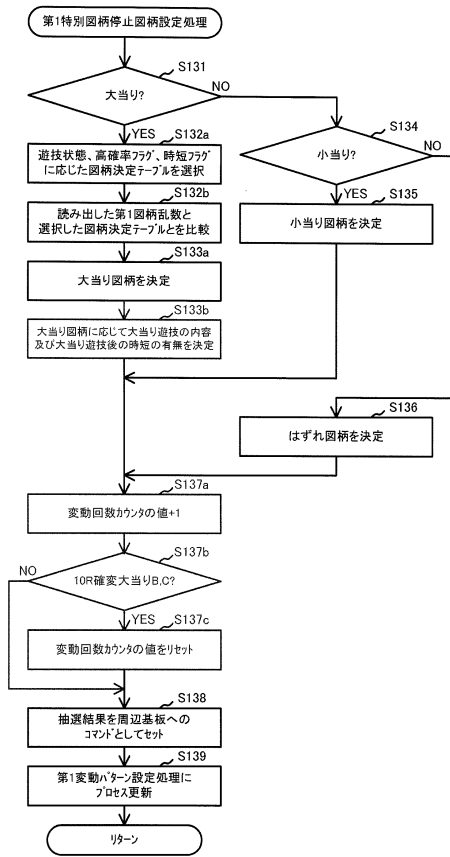 第1特別図柄停止図柄設定処理
S131
大当り?
NO
YES
S132a
遊技状態、高確率フラグ、時短フラグ
に応じた図柄決定テーブルを選択
S132b
読み出した第1図柄乱数と
選択した図柄決定テーブルとを比較
S133a
大当り図柄を決定
S133b
大当り図柄に応じて大当り遊技の内容
及び大当り遊技後の時短の有無を決定
S134
小当り?
NO
YES
S135
小当り図柄を決定
S136
はずれ図柄を決定
S137a
変動回数カウンタの値+1
S137b
10R確変大当りB,C?
NO
YES
S137c
変動回数カウンタの値をリセット
S138
抽選結果を周辺基板への
コマンドとしてセット
S139
第1変動パターン設定処理に
プロセス更新
リターン